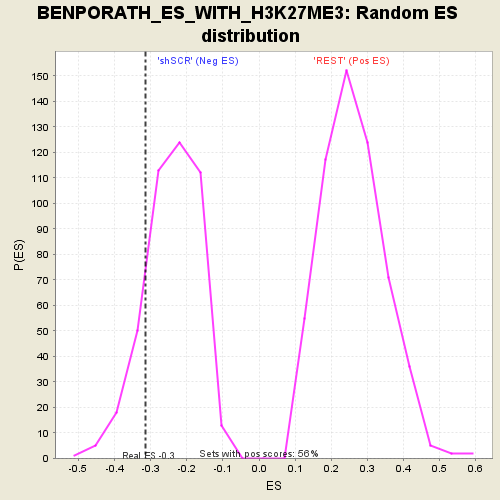 BENPORATH_ES_WITH_H3K27ME3: Random ES
distribution
'shSCR' (Neg ES)
'REST' (Pos ES)
P(ES)
150
140
130
120
110
100
90
80
70
60
50
40
30
20
10
0
Real ES -0.3
Sets with pos scores: 56%
-0.5 -0.4 -0.3 -0.2 -0.1 0.0 0.1 0.2 0.3 0.4 0.5 0.6
ES